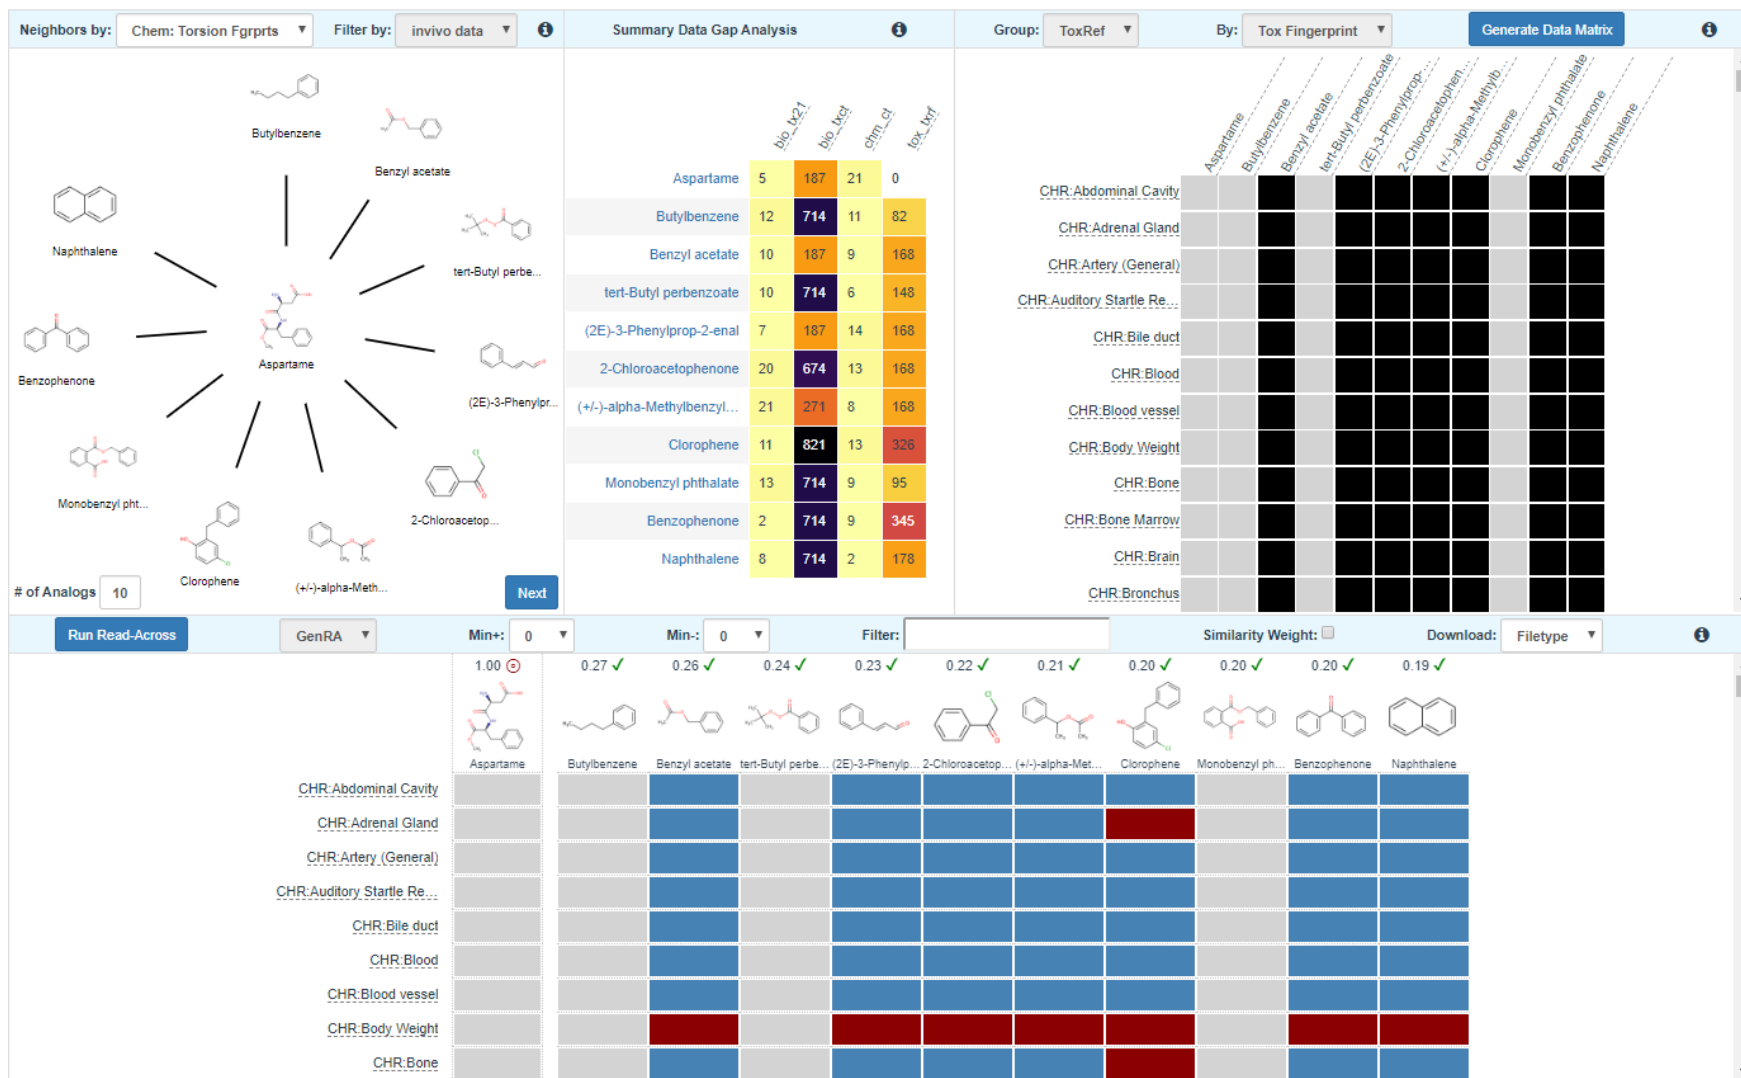 Neighbors by: Chem: Torsion Fgrprts Filter by: invivo data
Butylbenzene
Benzyl acetate
Naphthalene
tert-Butyl perbe...
Aspartame
Benzophenone
(2E)-3-Phenylpr...
Monobenzyl pht...
2-Chloroacetop...
Clorophene
(+/-)-alpha-Meth...
# of Analogs 10 Next
Summary Data Gap Analysis
bio_tx21 bio_txct chm_ct tox_txrf
Aspartame 5 187 21 0
Butylbenzene 12 714 11 82
Benzyl acetate 10 187 9 168
tert-Butyl perbenzoate 10 714 6 148
(2E)-3-Phenylprop-2-enal 7 187 14 168
2-Chloroacetophenone 20 674 13 168
(+/-)-alpha-Methylbenzyl... 21 271 8 168
Clorophene 11 821 13 326
Monobenzyl phthalate 13 714 9 95
Benzophenone 2 714 9 345
Naphthalene 8 714 2 178
Group: ToxRef By: Tox Fingerprint Generate Data Matrix
Aspartame
Butylbenzene
Benzyl acetate
tert-Butyl perbenzoate
(2E)-3-Phenylprop-...
2-Chloroacetophen...
(+/-)-alpha-Methylb...
Clorophene
Monobenzyl phthalate
Benzophenone
Naphthalene
CHR:Abdominal Cavity
CHR:Adrenal Gland
CHR:Artery (General)
CHR:Auditory Startle Re...
CHR:Bile duct
CHR:Blood
CHR:Blood vessel
CHR:Body Weight
CHR:Bone
CHR:Bone Marrow
CHR:Brain
CHR:Bronchus
Run Read-Across GenRA Min+: 0 Min-: 0 Filter: Similarity Weight: Download: Filetype
1.00 0.27 0.26 0.24 0.23 0.22 0.21 0.20 0.20 0.20 0.19
Aspartame Butylbenzene Benzyl acetate tert-Butyl perbe... (2E)-3-Phenylp... 2-Chloroacetop... (+/-)-alpha-Met... Clorophene Monobenzyl ph... Benzophenone Naphthalene
CHR:Abdominal Cavity
CHR:Adrenal Gland
CHR:Artery (General)
CHR:Auditory Startle Re...
CHR:Bile duct
CHR:Blood
CHR:Blood vessel
CHR:Body Weight
CHR:Bone